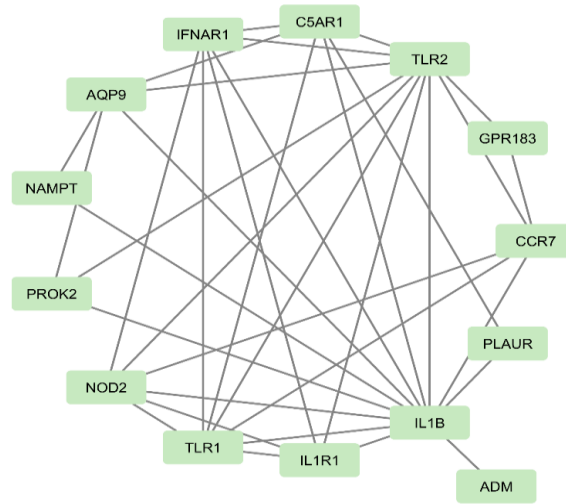 C5AR1
IFNAR1
TLR2
AQP9
GPR183
NAMPT
CCR7
PROK2
PLAUR
NOD2
IL1B
TLR1
IL1R1
ADM